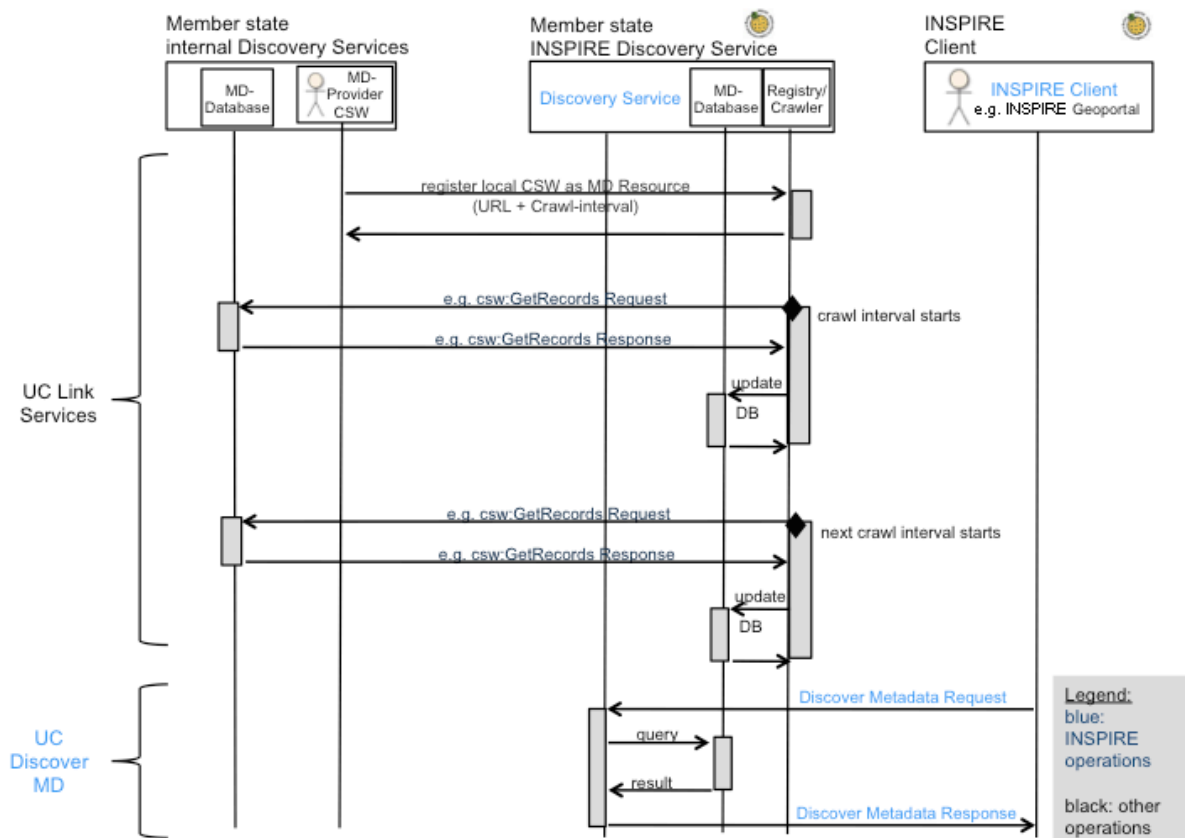 Member state
internal Discovery Services
Member state
INSPIRE Discovery Service
INSPIRE
Client
MD-
Database
MD-
Provider
CSW
Discovery Service
MD-
Database
Registry/
Crawler
INSPIRE Client
e.g. INSPIRE Geoportal
register local CSW as MD Resource
(URL + Crawl-interval)
e.g. csw:GetRecords Request
crawl interval starts
e.g. csw:GetRecords Response
update
DB
UC Link
Services
e.g. csw:GetRecords Request
next crawl interval starts
e.g. csw:GetRecords Response
update
DB
Discover Metadata Request
query
result
Discover Metadata Response
UC
Discover
MD
Legend:
blue:
INSPIRE
operations
black: other
operations